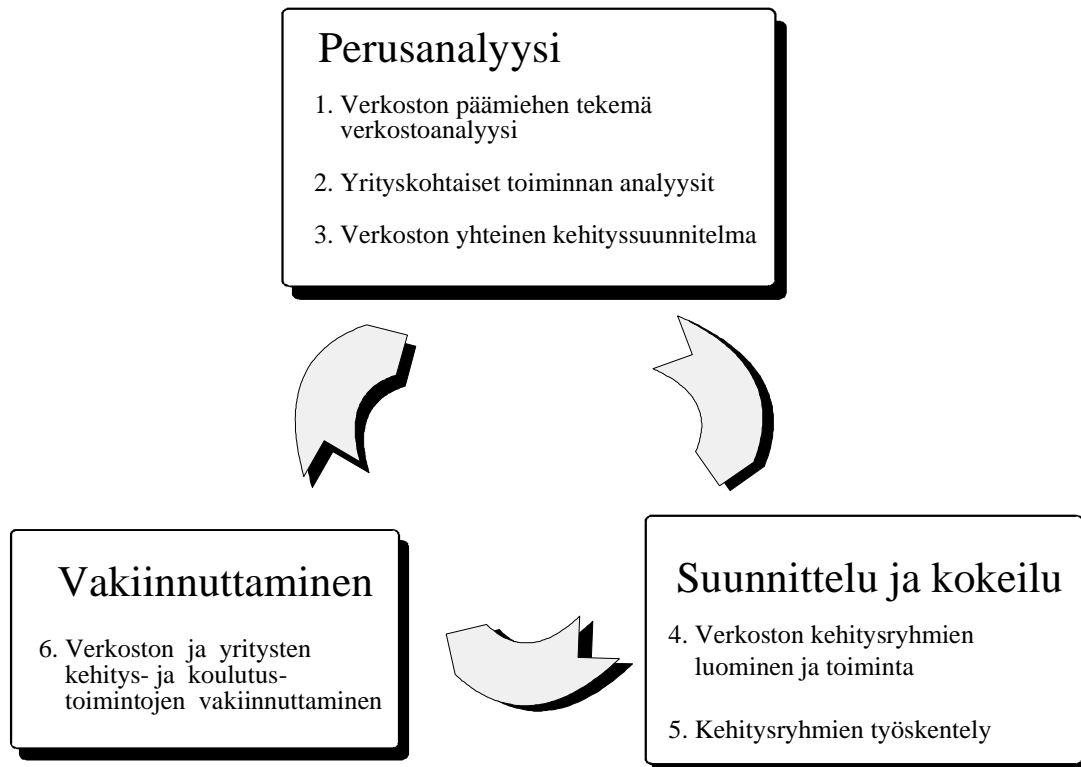 Perusanalyysi
1. Verkoston päämiehen tekemä
verkostoanalyysi
2. Yrityskohtaiset toiminnan analyysit
3. Verkoston yhteinen kehityssuunnitelma
Vakiinnuttaminen
6. Verkoston ja yritysten
kehitys- ja koulutus-
toimintojen vakiinnuttaminen
Suunnittelu ja kokeilu
4. Verkoston kehitysryhmien
luominen ja toiminta
5. Kehitysryhmien työskentely